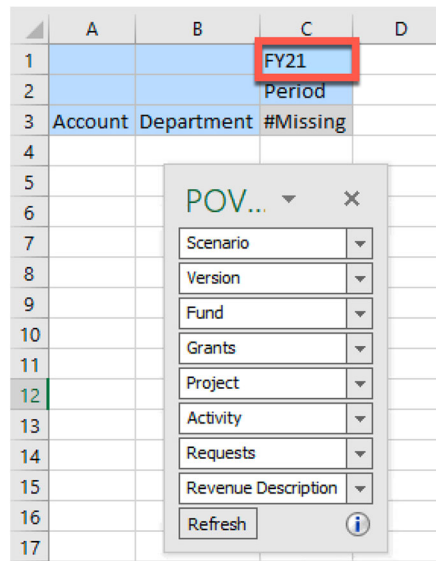 A B C D
1 FY21
2 Period
3 Account Department #Missing
4
5
6
7
8
9
10
11
12
13
14
15
16
17
POV...
Scenario
Version
Fund
Grants
Project
Activity
Requests
Revenue Description
Refresh